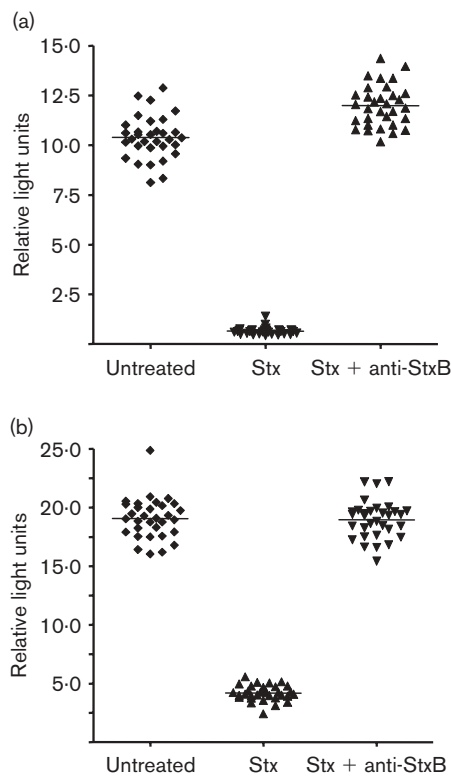 (a)
15·0
12·5
10·0
7·5
5·0
2·5
Relative light units
Untreated Stx Stx + anti-StxB
(b)
25·0
20·0
15·0
10·0
5·0
Relative light units
Untreated Stx Stx + anti-StxB